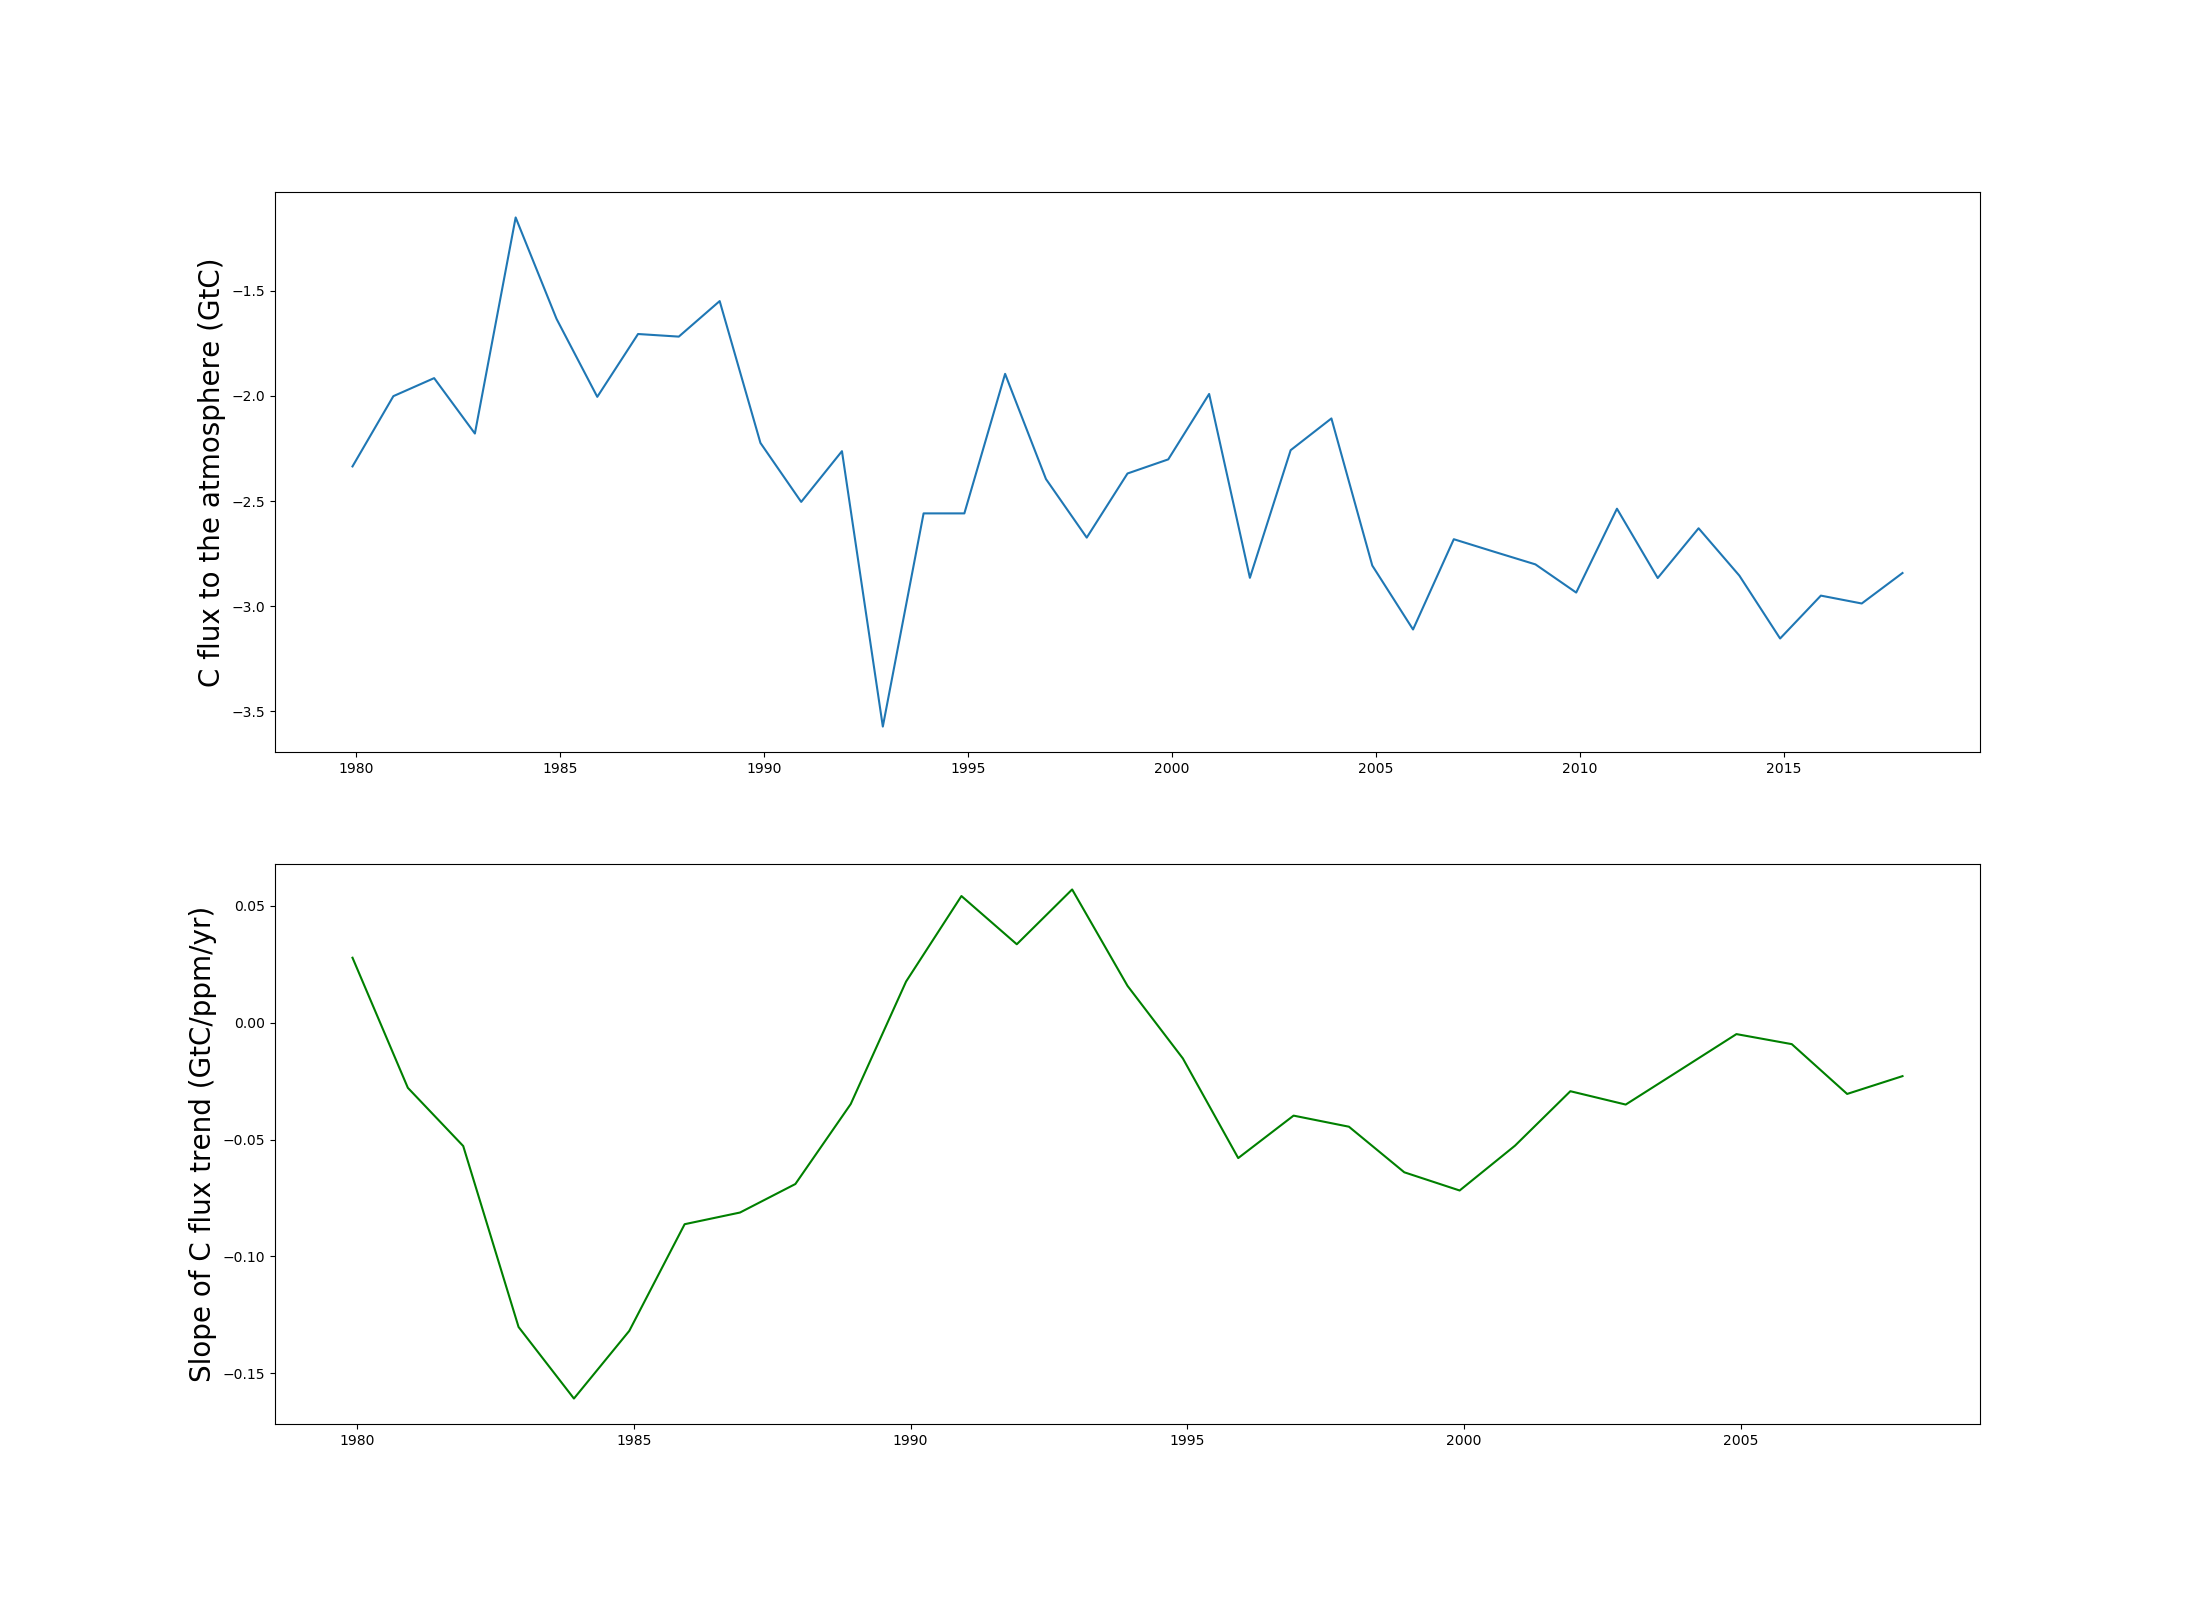 C flux to the atmosphere (GtC)
−1.5
−2.0
−2.5
−3.0
−3.5
1980 1985 1990 1995 2000 2005 2010 2015
Slope of C flux trend (GtC/ppm/yr)
0.05
0.00
−0.05
−0.10
−0.15
1980 1985 1990 1995 2000 2005